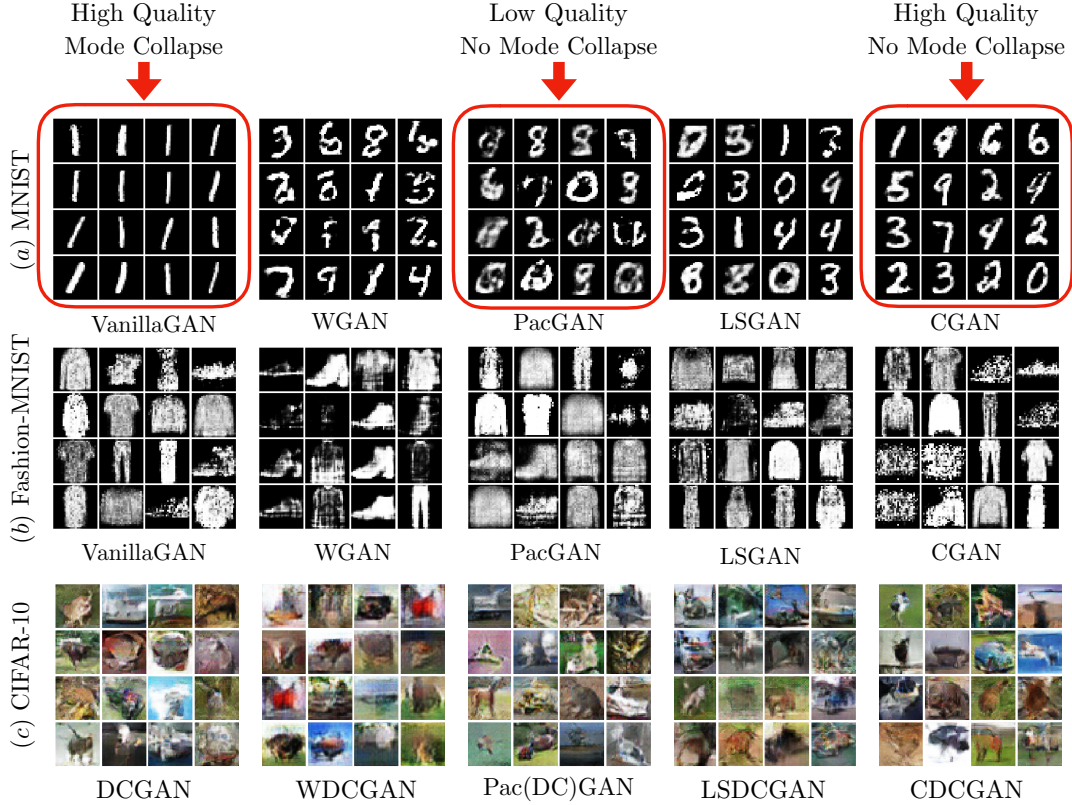 High Quality
Mode Collapse
Low Quality
No Mode Collapse
High Quality
No Mode Collapse
(a) MNIST
VanillaGAN
WGAN
PacGAN
LSGAN
CGAN
(b) Fashion-MNIST
VanillaGAN
WGAN
PacGAN
LSGAN
CGAN
(c) CIFAR-10
DCGAN
WDCGAN
Pac(DC)GAN
LSDCGAN
CDCGAN